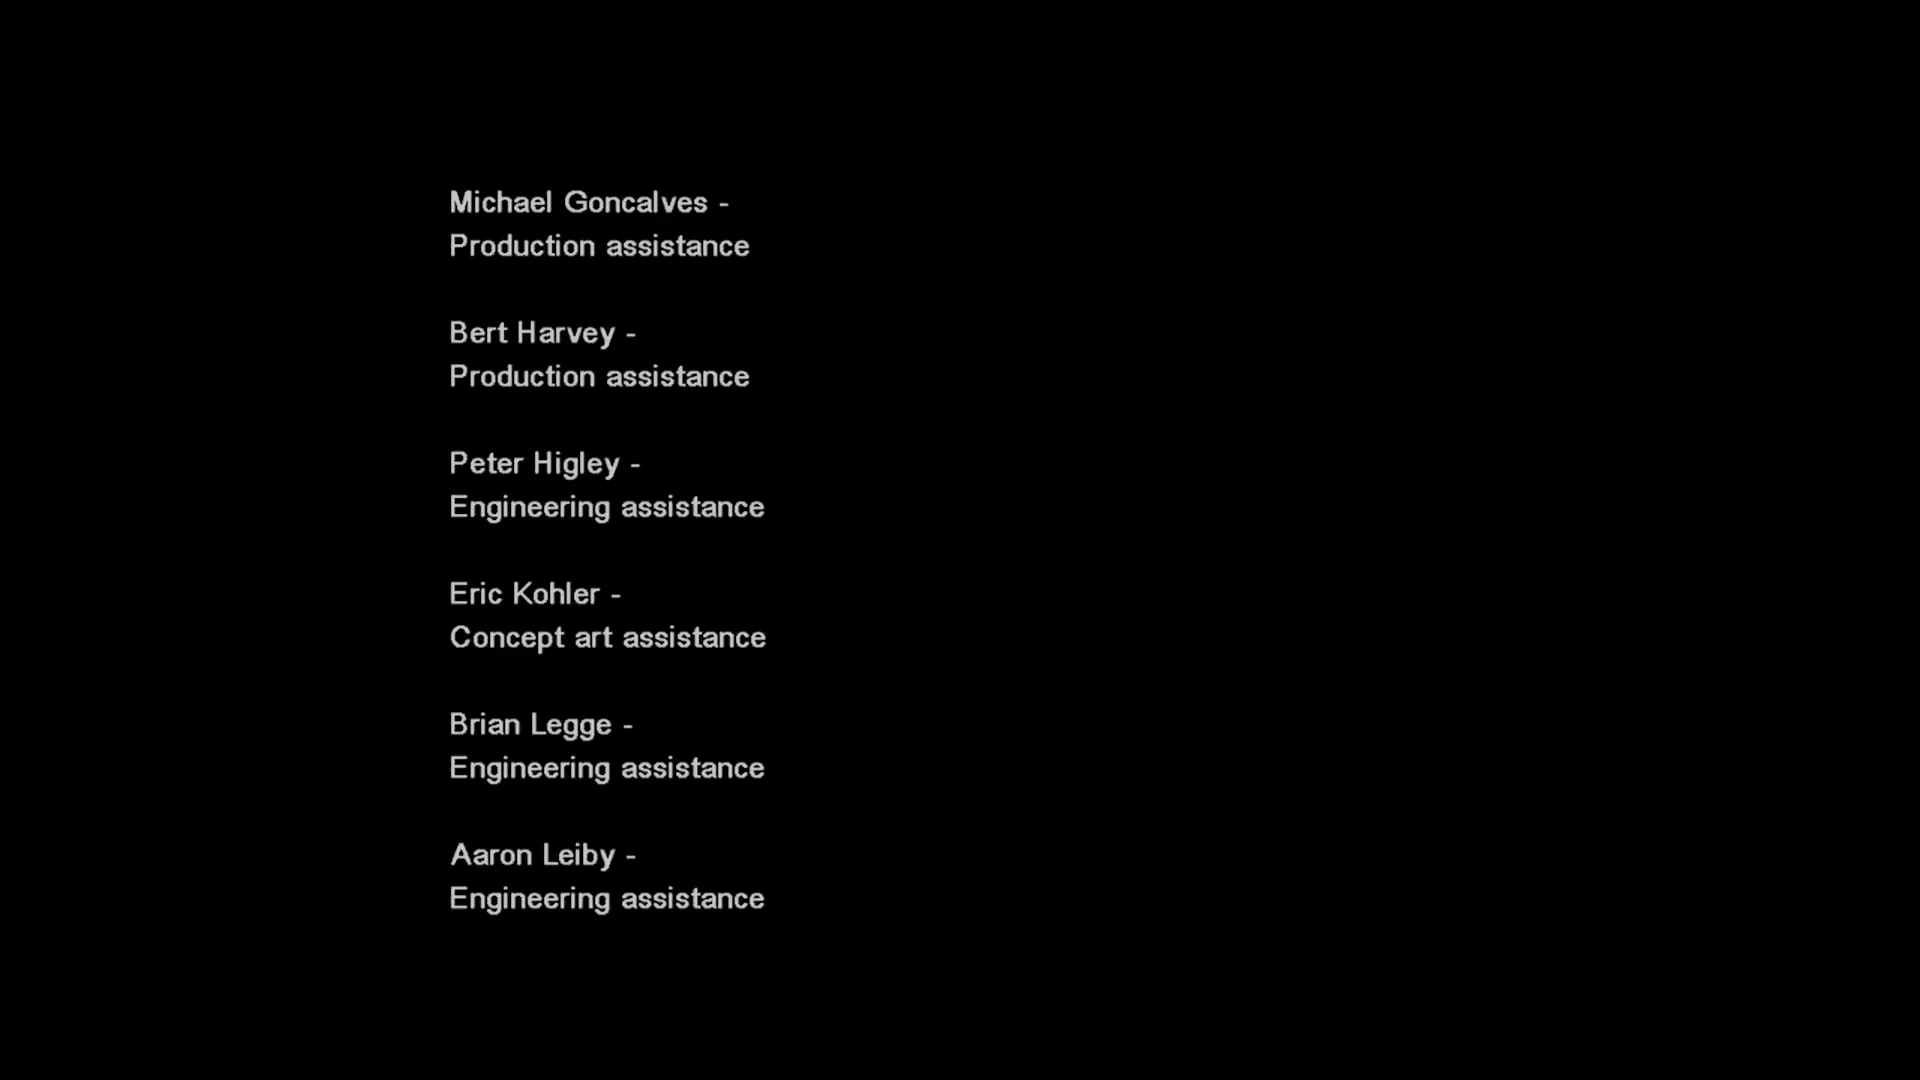 Michael Goncalves -
Production assistance
Bert Harvey -
Production assistance
Peter Higley -
Engineering assistance
Eric Kohler -
Concept art assistance
Brian Legge -
Engineering assistance
Aaron Leiby -
Engineering assistance